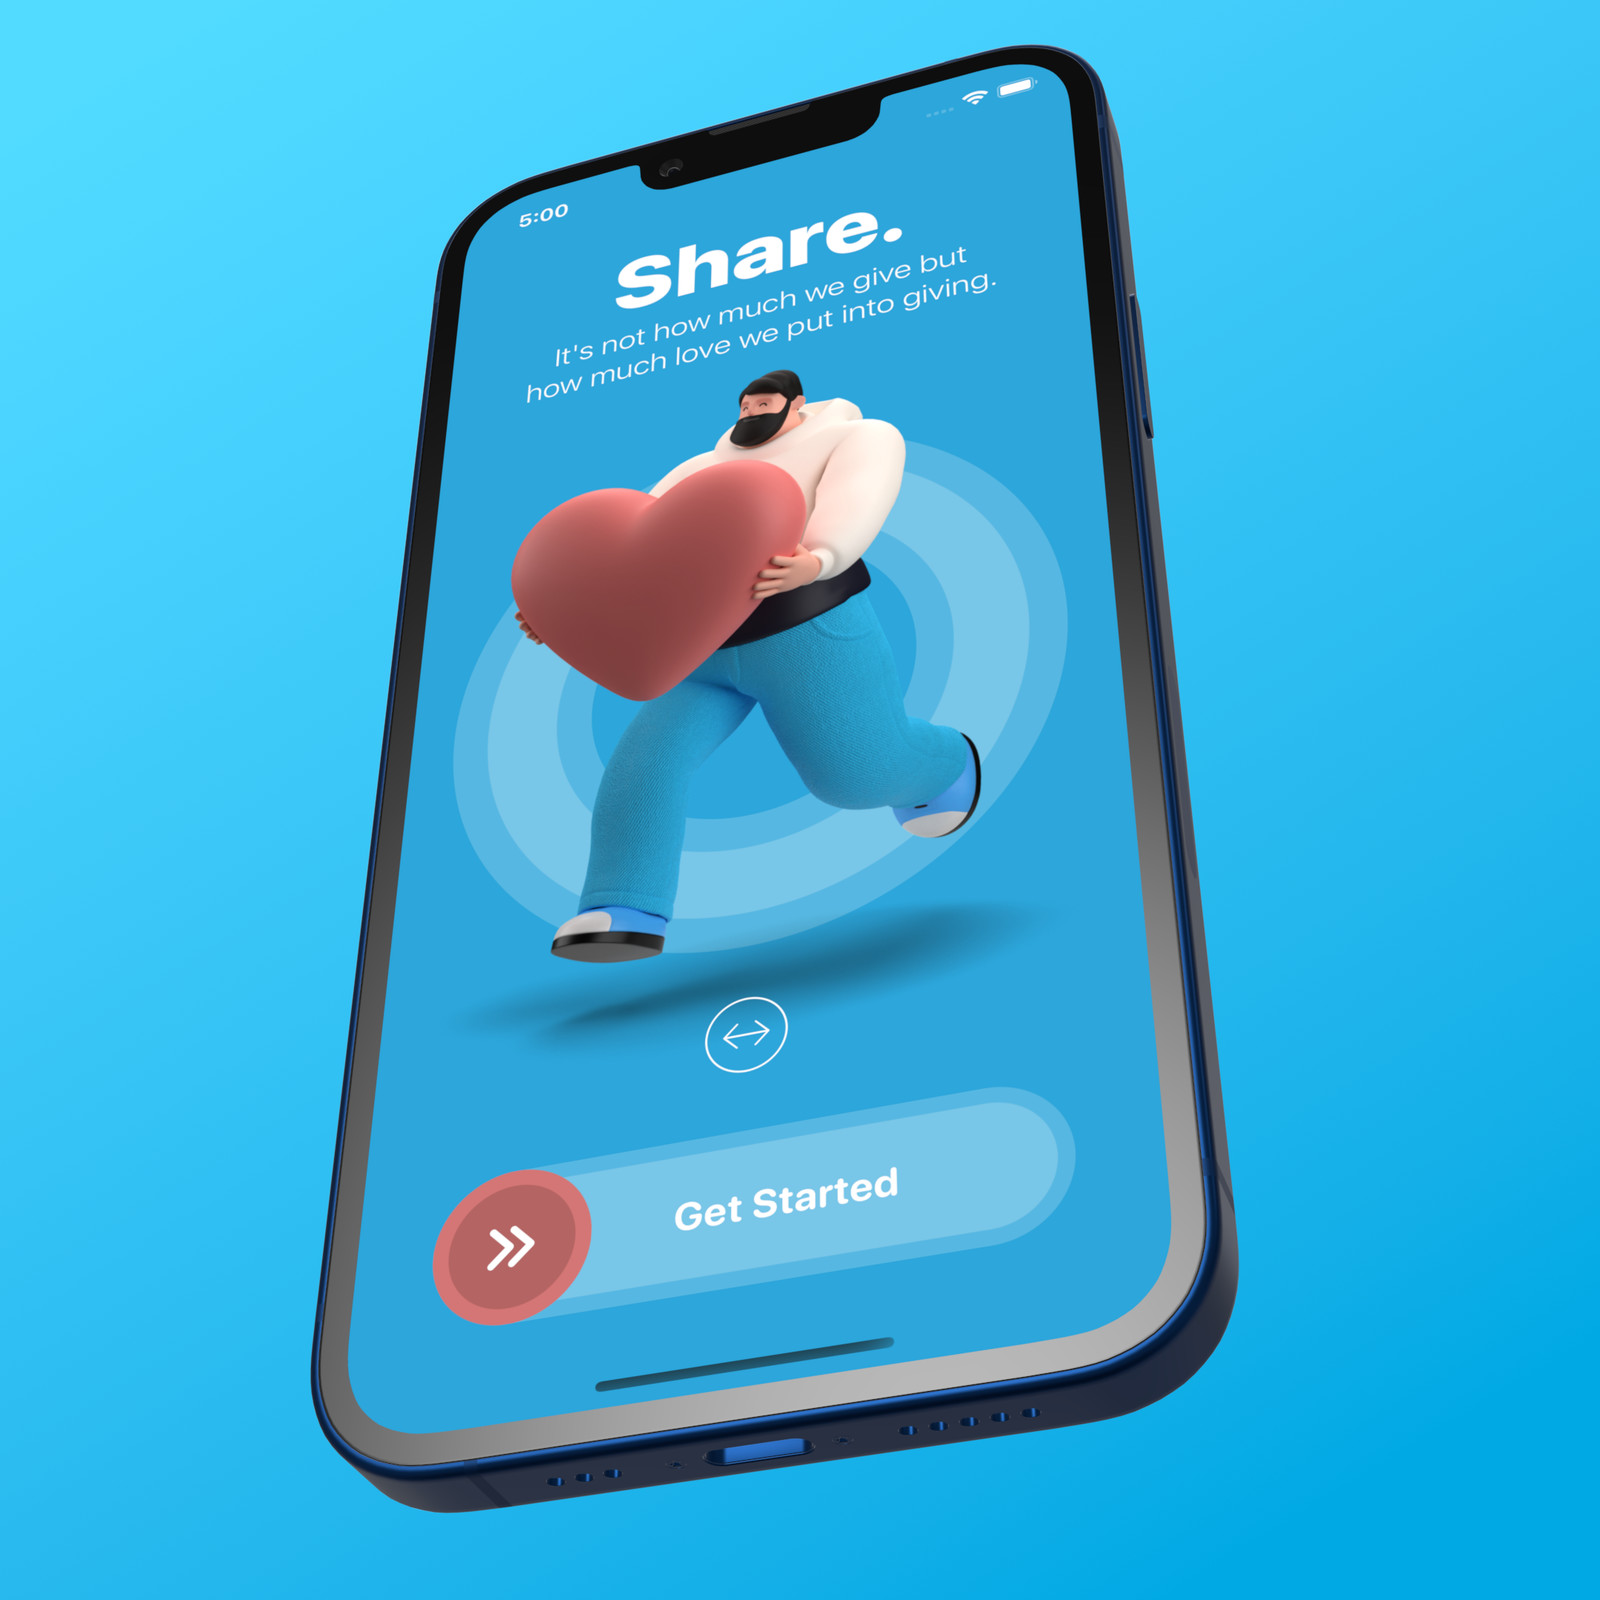 5:00
Share.
It's not how much we give but
how much love we put into giving.
Get Started